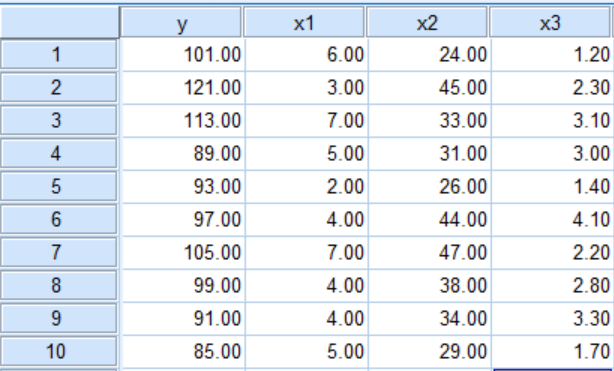 y x1 x2 x3
1 101.00 6.00 24.00 1.20
2 121.00 3.00 45.00 2.30
3 113.00 7.00 33.00 3.10
4 89.00 5.00 31.00 3.00
5 93.00 2.00 26.00 1.40
6 97.00 4.00 44.00 4.10
7 105.00 7.00 47.00 2.20
8 99.00 4.00 38.00 2.80
9 91.00 4.00 34.00 3.30
10 85.00 5.00 29.00 1.70